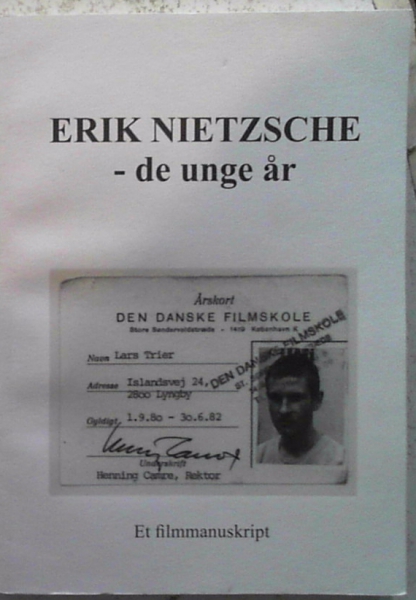 ERIK NIETZSCHE
- de unge år
Årskort
DEN DANSKE FILMSKOLE
Store Søndervoldstræde - 1419 København K
Navn Lars Trier
Adresse Islandsvej 24,
2800 Lyngby
Gyldigt 1.9.80 - 30.6.82
Underskrift
Henning Camre, Rektor
DEN DANSKE FILMSKOLE
ST.
Et filmmanuskript